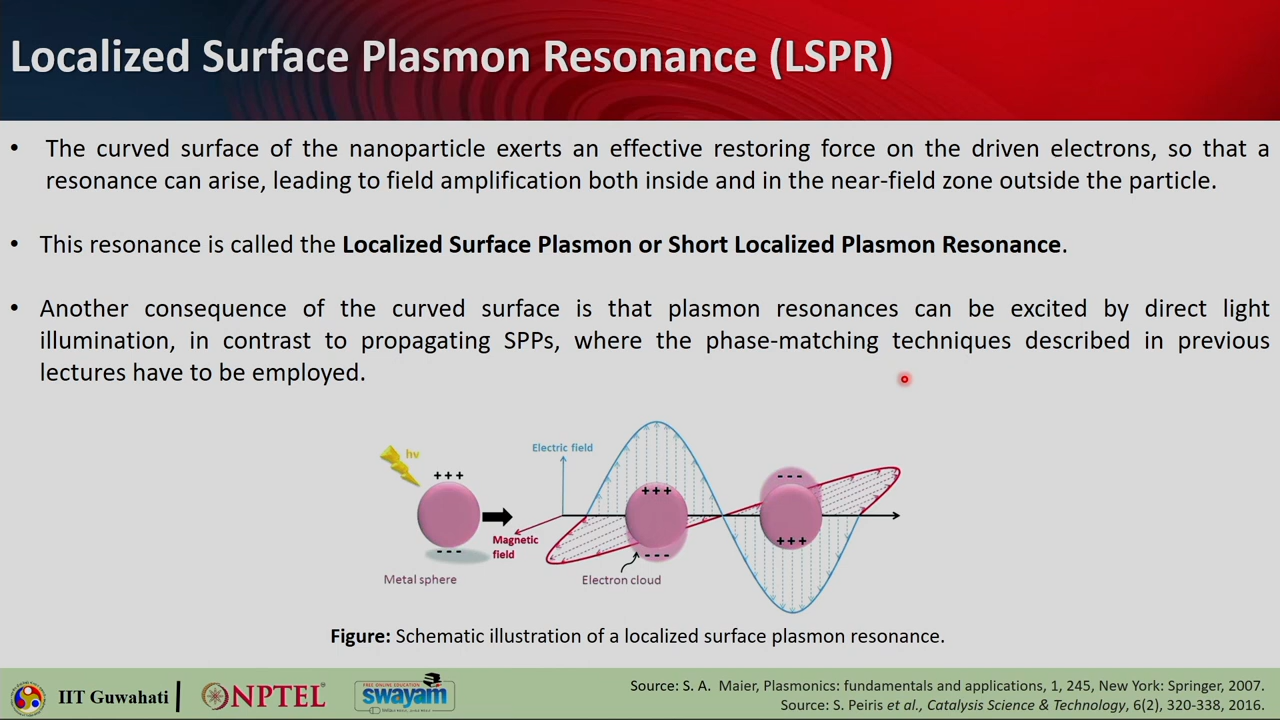 Localized Surface Plasmon Resonance (LSPR)
• The curved surface of the nanoparticle exerts an effective restoring force on the driven electrons, so that a
resonance can arise, leading to field amplification both inside and in the near-field zone outside the particle.
• This resonance is called the Localized Surface Plasmon or Short Localized Plasmon Resonance.
• Another consequence of the curved surface is that plasmon resonances can be excited by direct light
illumination, in contrast to propagating SPPs, where the phase-matching techniques described in previous
lectures have to be employed.
hν
+++
---
Metal sphere
Electric field
Magnetic
field
+++
---
Electron cloud
---
+++
Figure: Schematic illustration of a localized surface plasmon resonance.
IIT Guwahati
NPTEL
FREE ONLINE EDUCATION
swayam
Source: S. A. Maier, Plasmonics: fundamentals and applications, 1, 245, New York: Springer, 2007.
Source: S. Peiris et al., Catalysis Science & Technology, 6(2), 320-338, 2016.